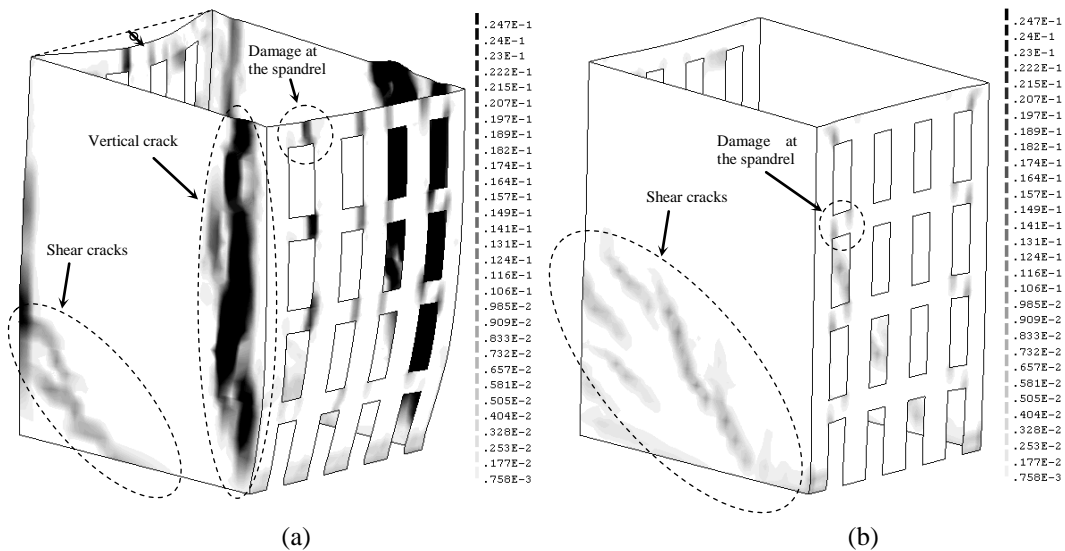 Damage at
the spandrel
Vertical crack
Shear cracks
.247E-1
.24E-1
.23E-1
.222E-1
.215E-1
.207E-1
.197E-1
.189E-1
.182E-1
.174E-1
.164E-1
.157E-1
.149E-1
.141E-1
.131E-1
.124E-1
.116E-1
.106E-1
.985E-2
.909E-2
.833E-2
.732E-2
.657E-2
.581E-2
.505E-2
.404E-2
.328E-2
.253E-2
.177E-2
.758E-3
(a)
Damage at
the spandrel
Shear cracks
.247E-1
.24E-1
.23E-1
.222E-1
.215E-1
.207E-1
.197E-1
.189E-1
.182E-1
.174E-1
.164E-1
.157E-1
.149E-1
.141E-1
.131E-1
.124E-1
.116E-1
.106E-1
.985E-2
.909E-2
.833E-2
.732E-2
.657E-2
.581E-2
.505E-2
.404E-2
.328E-2
.253E-2
.177E-2
.758E-3
(b)